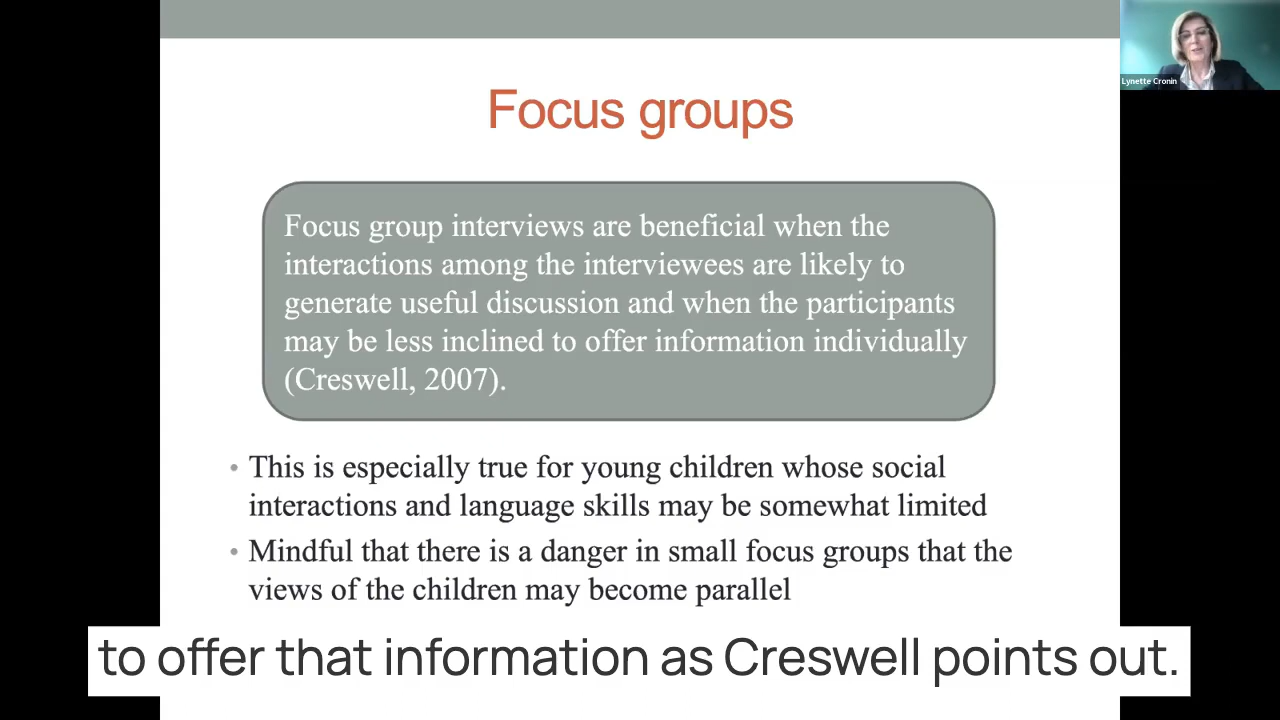 Lynette Cronin
Focus groups
Focus group interviews are beneficial when the
interactions among the interviewees are likely to
generate useful discussion and when the participants
may be less inclined to offer information individually
(Creswell, 2007).
• This is especially true for young children whose social
interactions and language skills may be somewhat limited
• Mindful that there is a danger in small focus groups that the
views of the children may become parallel
to offer that information as Creswell points out.